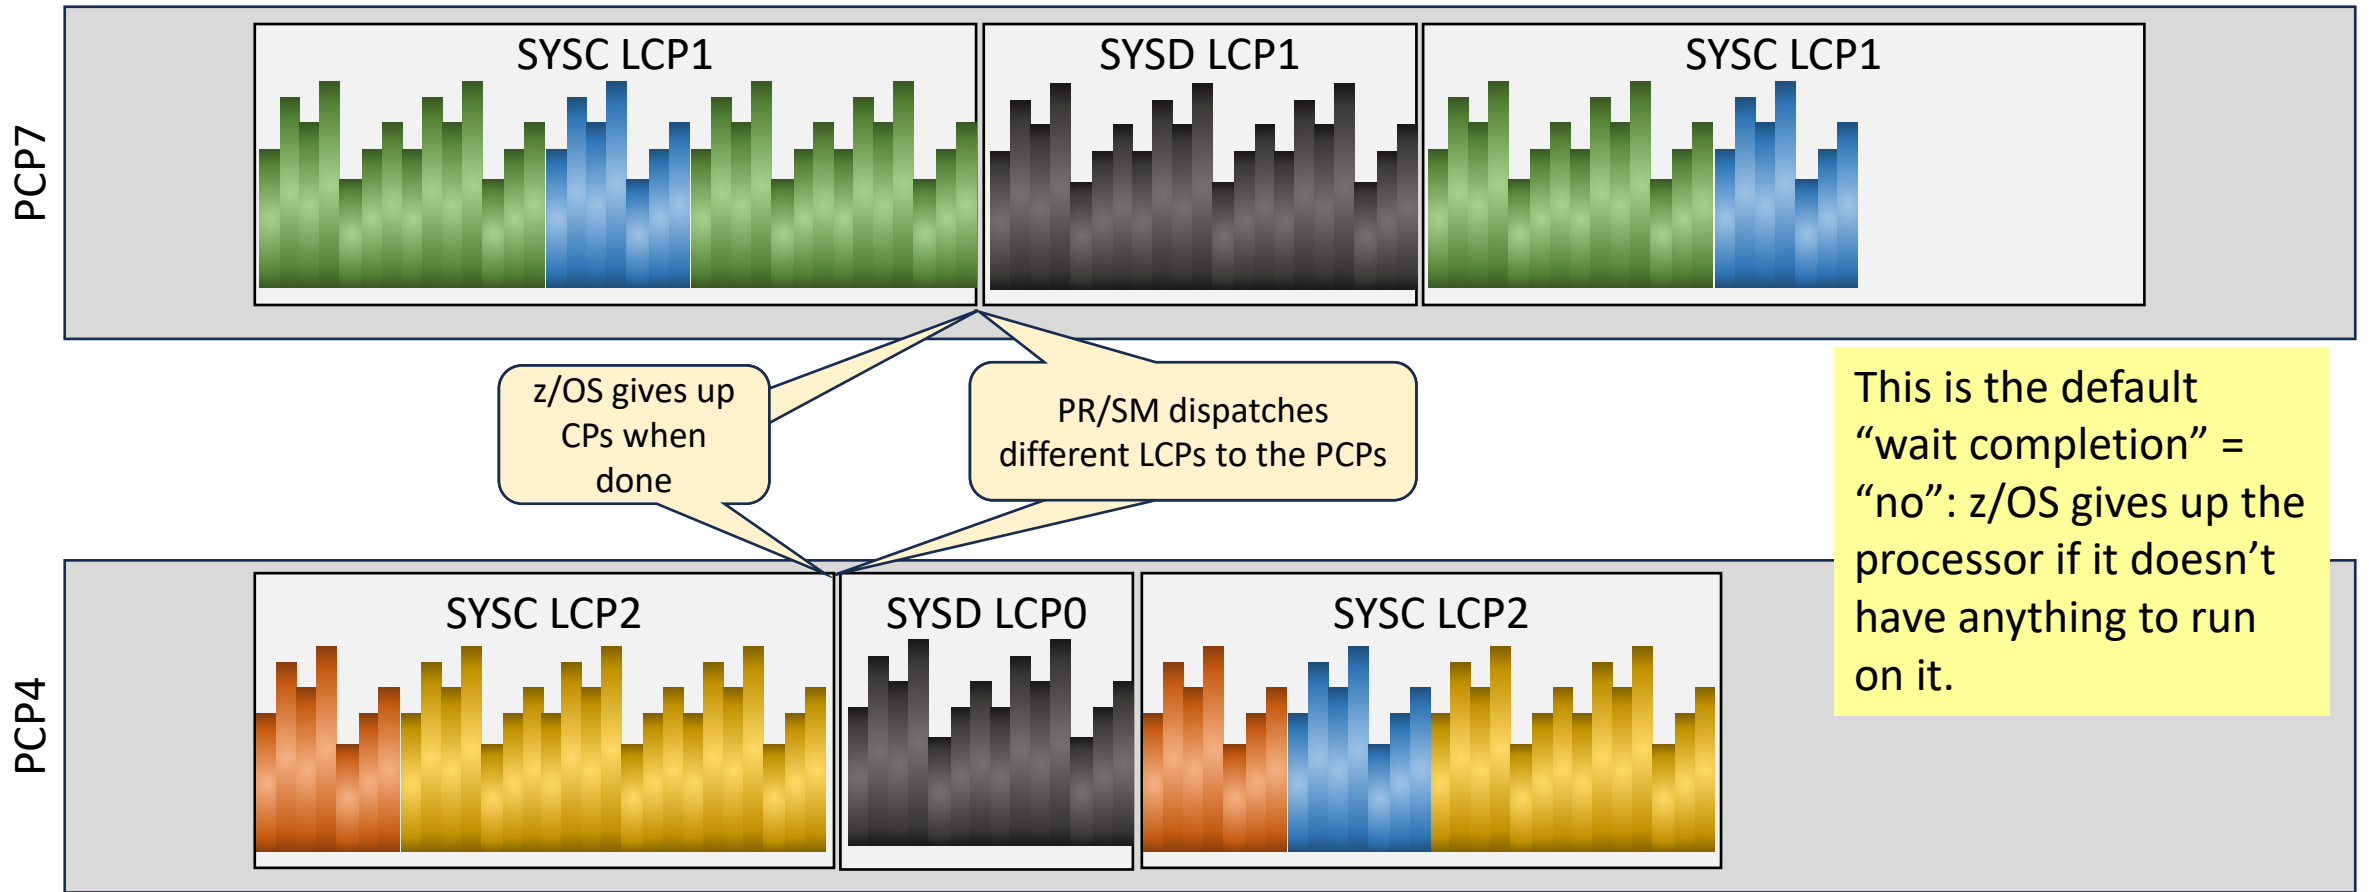 PCP7
SYSC LCP1
SYSD LCP1
SYSC LCP1
z/OS gives up
CPs when
done
PR/SM dispatches
different LCPs to the PCPs
This is the default
“wait completion” =
“no”: z/OS gives up the
processor if it doesn’t
have anything to run
on it.
PCP4
SYSC LCP2
SYSD LCP0
SYSC LCP2